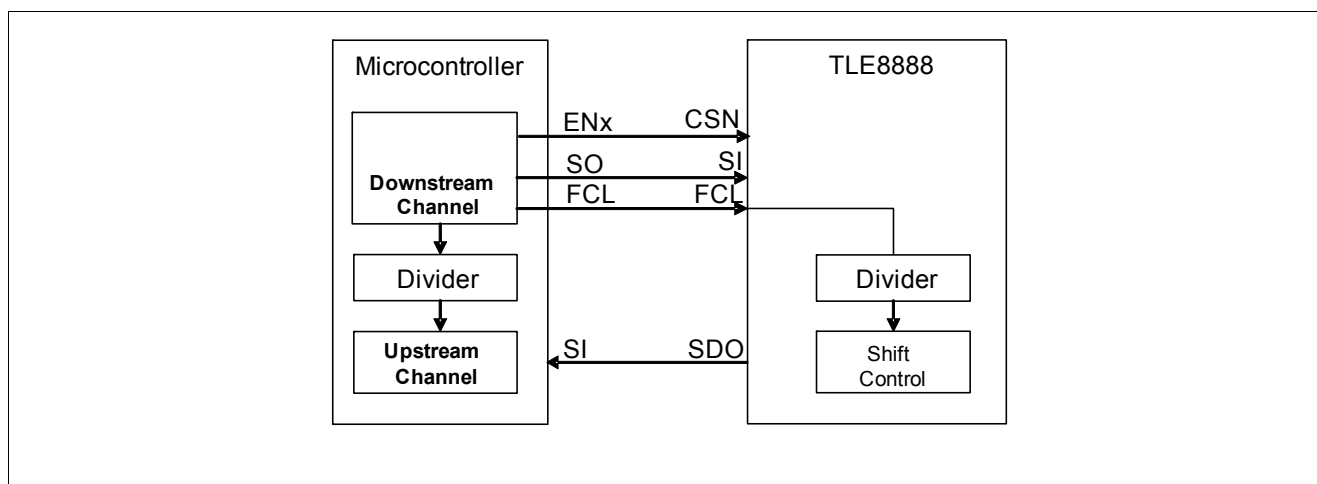 Microcontroller
TLE8888
ENx CSN
SO SI
Downstream
Channel
FCL FCL
Divider
Divider
Upstream
Channel
SI SDO
Shift
Control